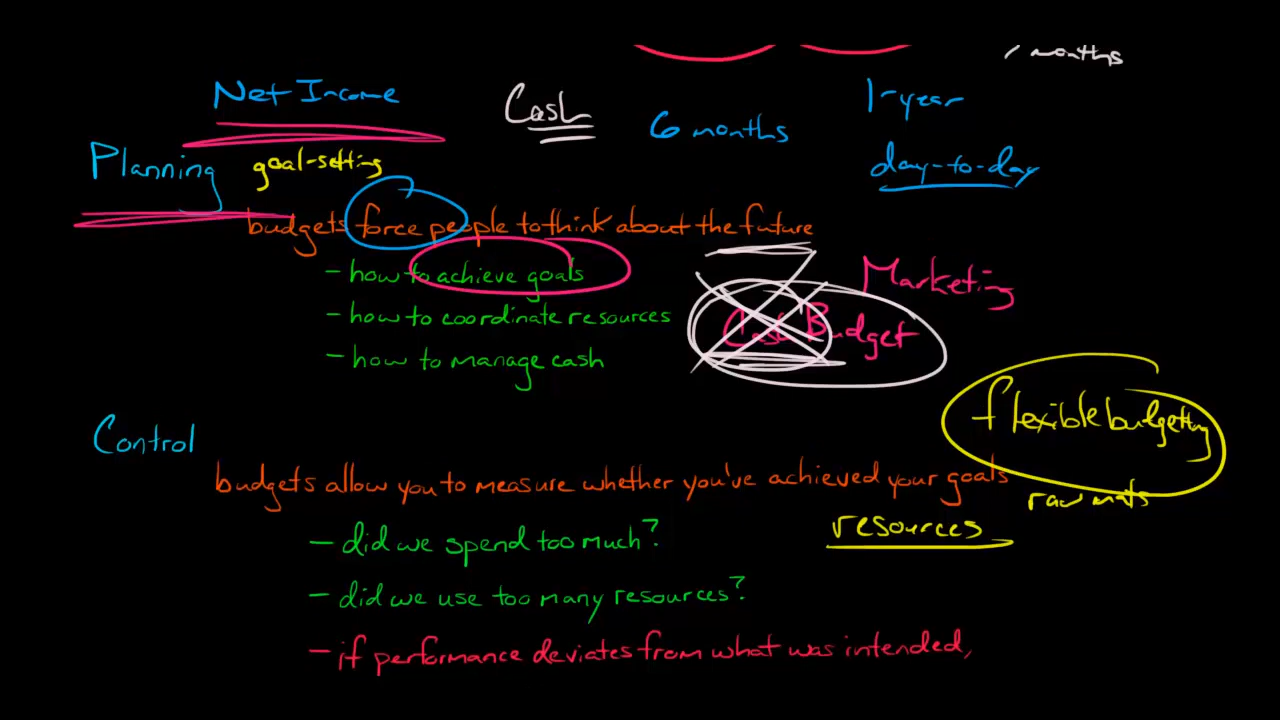 months
Net Income
Cash
6 months
1-year
Planning
goal-setting
day-to-day
budgets force people to think about the future
- how to achieve goals
- how to coordinate resources
- how to manage cash
Marketing
Cash Budget
flexible budgeting
Control
budgets allow you to measure whether you've achieved your goals
raw mats
resources
- did we spend too much?
- did we use too many resources?
- if performance deviates from what was intended,